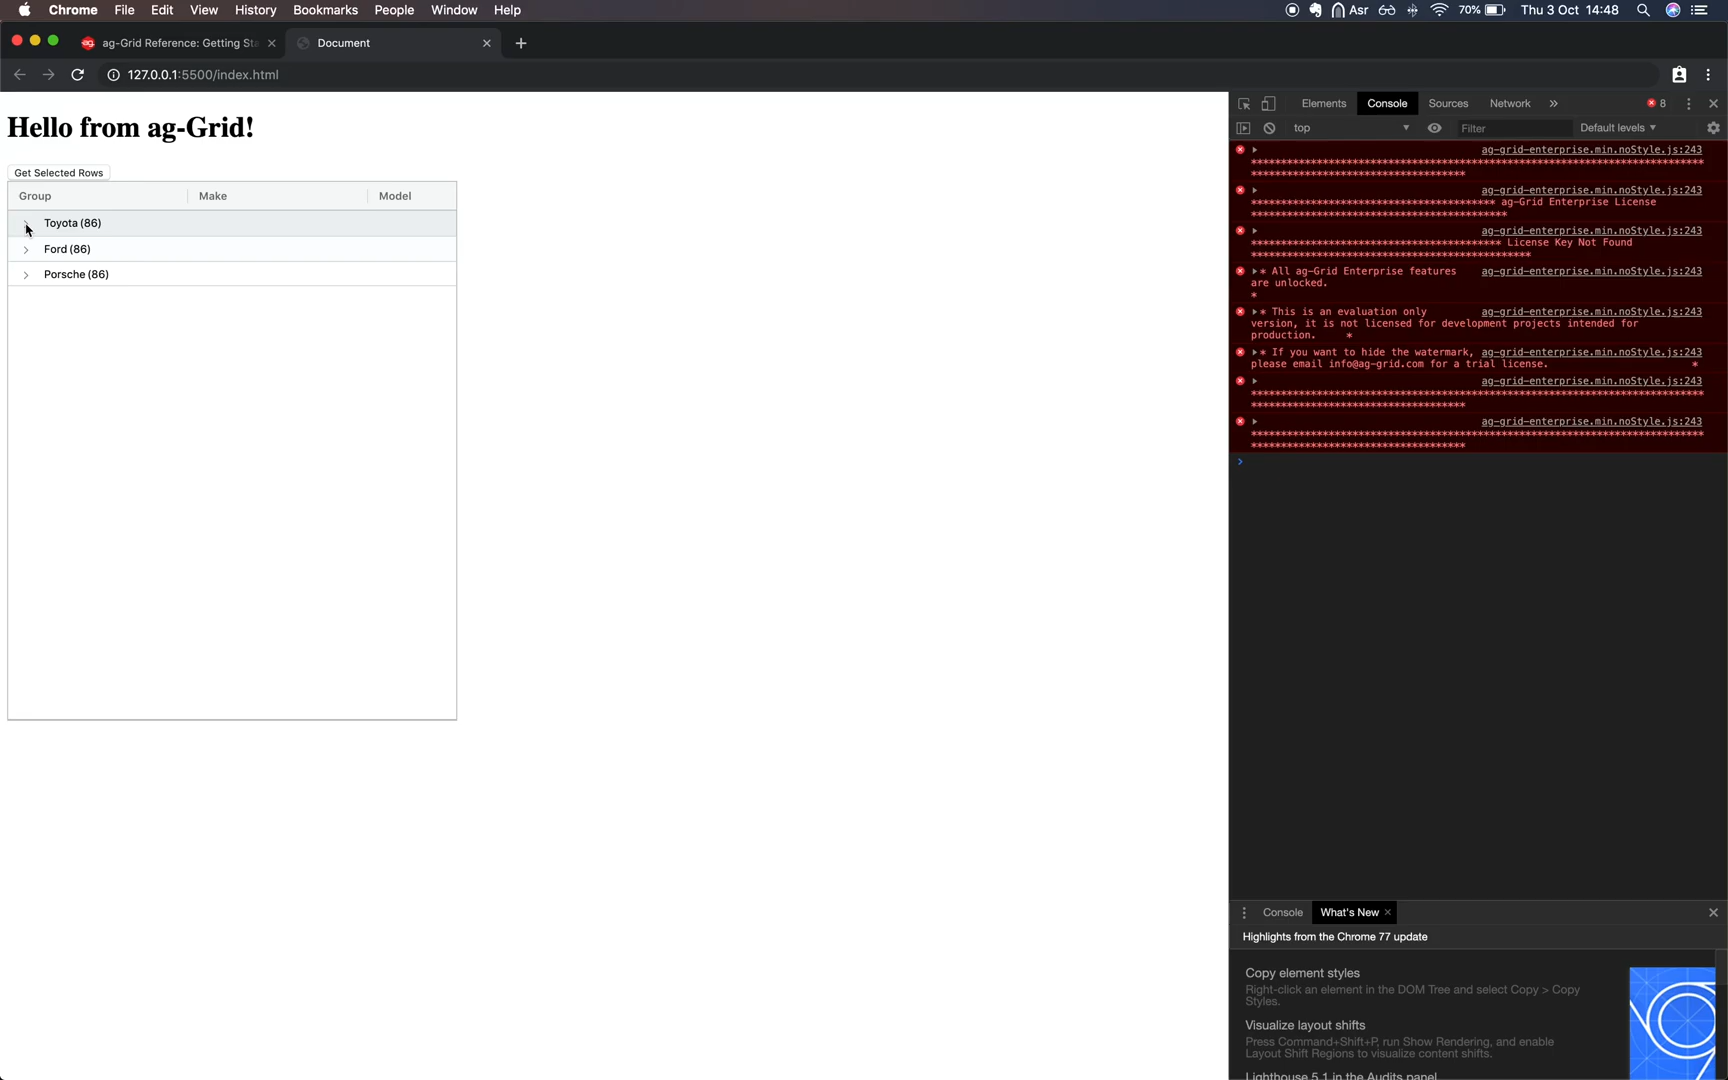 Chrome File Edit View History Bookmarks People Window Help Asr 70% Thu 3 Oct 14:48
ag-Grid Reference: Getting Sta Document
127.0.0.1:5500/index.html
Hello from ag-Grid!
Get Selected Rows
Group Make Model
Toyota (86)
Ford (86)
Porsche (86)
Elements Console Sources Network 8
top Filter Default levels
ag-grid-enterprise.min.noStyle.js:243
ag-grid-enterprise.min.noStyle.js:243
ag-Grid Enterprise License
ag-grid-enterprise.min.noStyle.js:243
License Key Not Found
* All ag-Grid Enterprise features ag-grid-enterprise.min.noStyle.js:243
are unlocked.
*
* This is an evaluation only ag-grid-enterprise.min.noStyle.js:243
version, it is not licensed for development projects intended for
production. *
* If you want to hide the watermark, ag-grid-enterprise.min.noStyle.js:243
please email info@ag-grid.com for a trial license. *
ag-grid-enterprise.min.noStyle.js:243
ag-grid-enterprise.min.noStyle.js:243
Console What's New
Highlights from the Chrome 77 update
Copy element styles
Right-click an element in the DOM Tree and select Copy > Copy
Styles.
Visualize layout shifts
Press Command+Shift+P, run Show Rendering, and enable
Layout Shift Regions to visualize content shifts.
Lighthouse 5.1 in the Audits panel